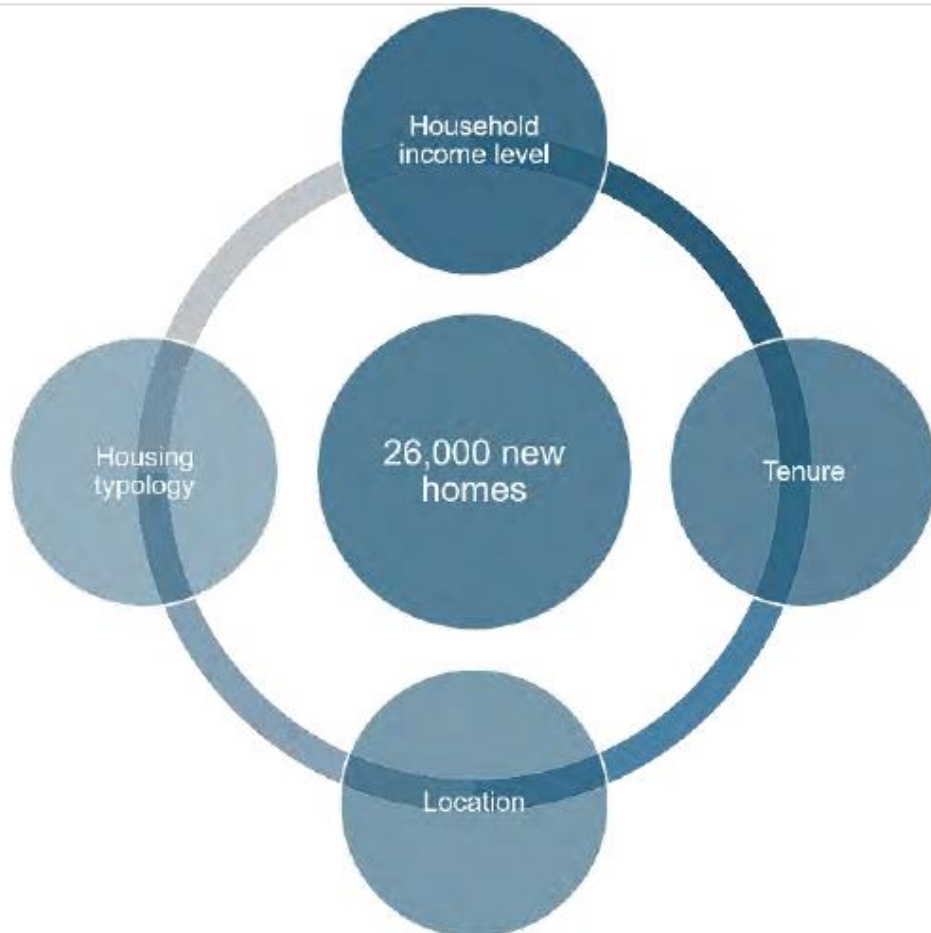 Household
income level
Housing
typology
26,000 new
homes
Tenure
Location